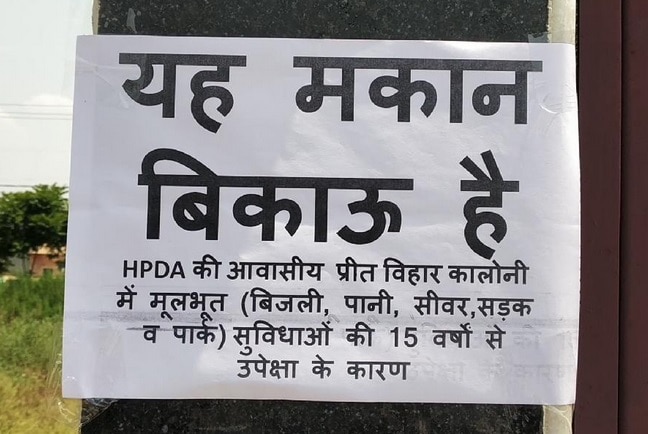 यह मकान
बिकाऊ है
HPDA की आवासीय प्रीत विहार कालोनी
में मूलभूत (बिजली, पानी, सीवर,सड़क
व पार्क) सुविधाओं की 15 वर्षो से
उपेक्षा के कारण